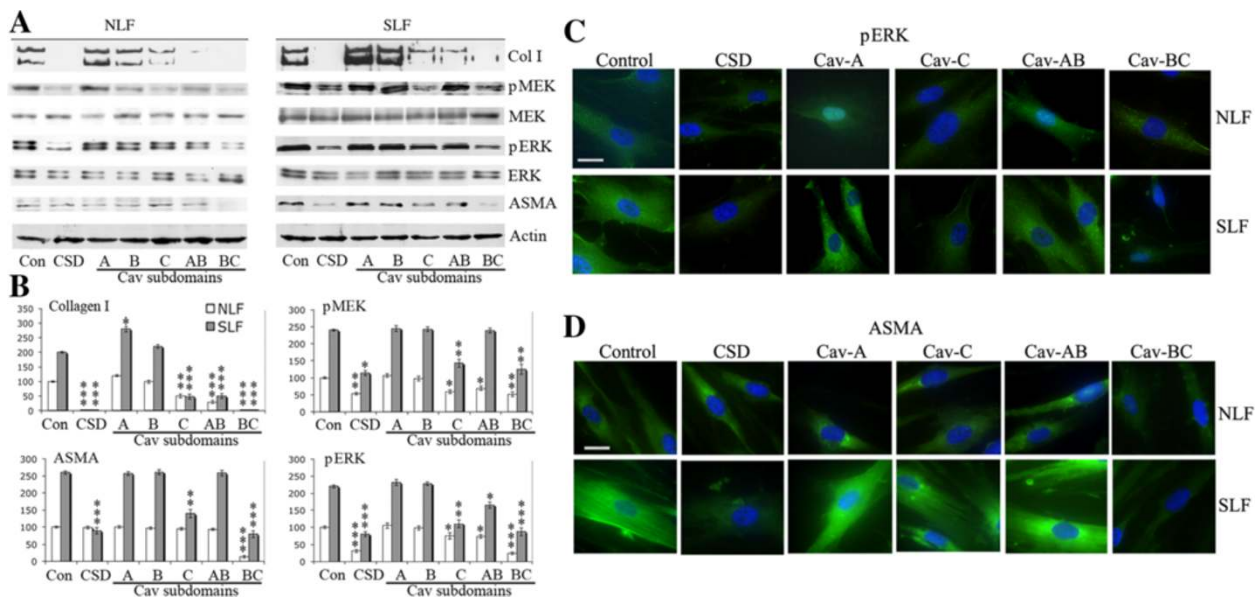 A
NLF
SLF
Col I
pMEK
MEK
pERK
ERK
ASMA
Actin
Con CSD A B C AB BC
Cav subdomains
Con CSD A B C AB BC
Cav subdomains
B
Collagen I
NLF
SLF
350
300
250
200
150
100
50
0
* *** *** *** *** *** *** *** ***
Con CSD A B C AB BC
Cav subdomains
pMEK
300
250
200
150
100
50
0
** * * ** * ** **
Con CSD A B C AB BC
Cav subdomains
ASMA
300
250
200
150
100
50
0
*** ** *** ***
Con CSD A B C AB BC
Cav subdomains
pERK
300
250
200
150
100
50
0
Con CSD A B C AB BC
Cav subdomains
C
pERK
Control CSD Cav-A Cav-C Cav-AB Cav-BC
NLF
SLF
D
ASMA
Control CSD Cav-A Cav-C Cav-AB Cav-BC
NLF
SLF